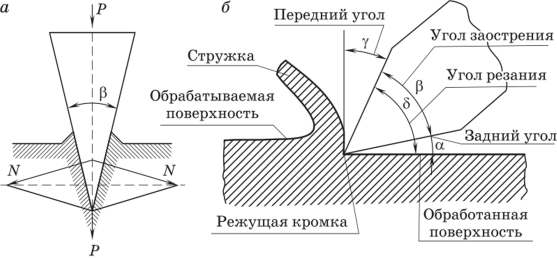 а
P
β
N
N
P
б
Передний угол
γ
Угол заострения
Стружка
β
Угол резания
δ
Обрабатываемая
поверхность
Задний угол
α
Режущая кромка
Обработанная
поверхность